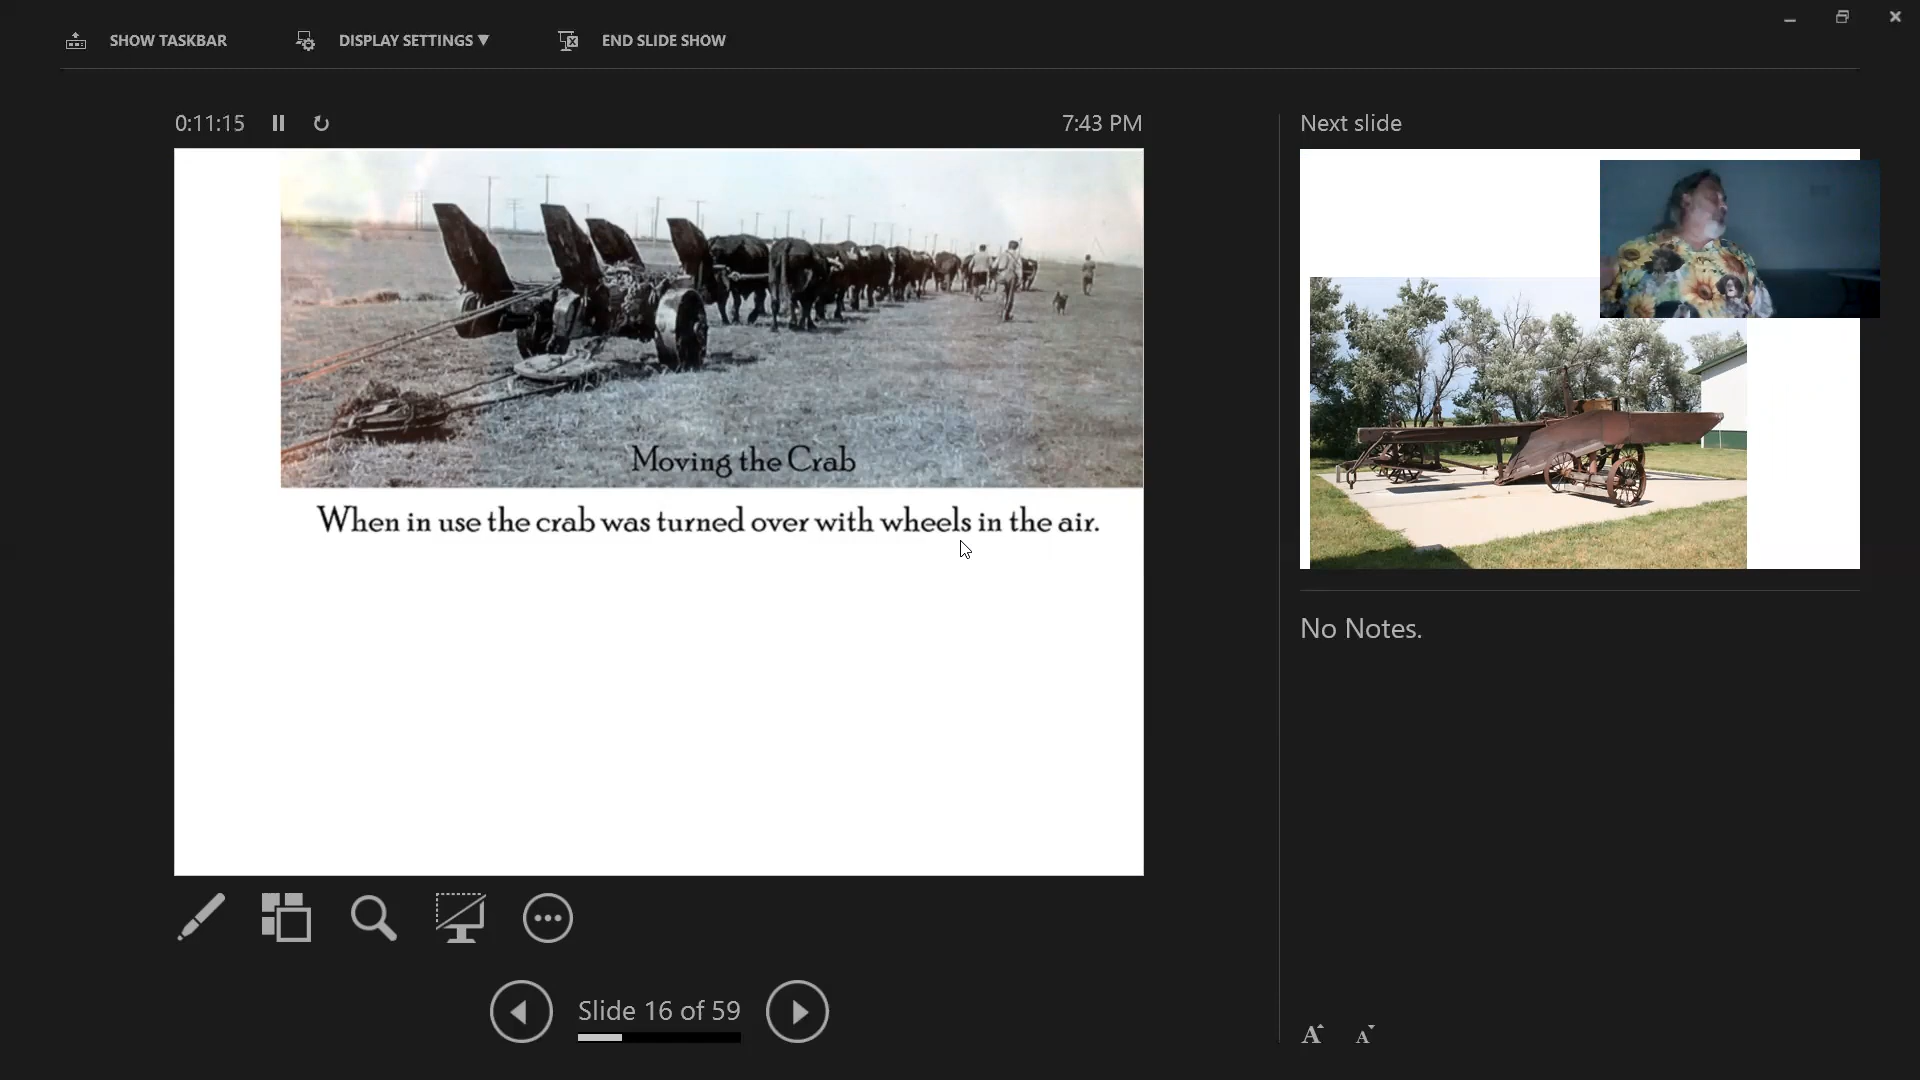 SHOW TASKBAR
DISPLAY SETTINGS ▼
END SLIDE SHOW
0:11:15
7:43 PM
Next slide
Moving the Crab
When in use the crab was turned over with wheels in the air.
No Notes.
Slide 16 of 59
A A